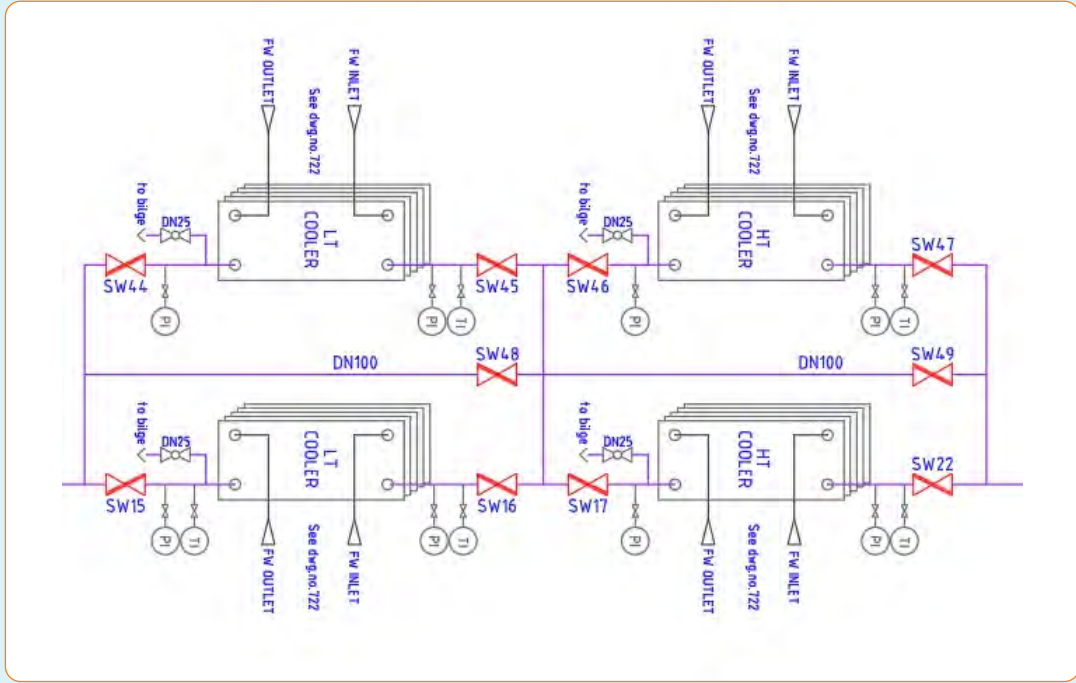 FW OUTLET
See dwg.no.722
FW INLET
FW OUTLET
See dwg.no.722
FW INLET
to bilge
DN25
LT
COOLER
to bilge
DN25
HT
COOLER
SW47
SW44
SW45
SW46
PI
PI
TI
PI
PI
TI
SW48
SW49
DN100
DN100
to bilge
DN25
LT
COOLER
to bilge
DN25
HT
COOLER
SW22
SW15
SW16
SW17
PI
TI
PI
TI
PI
PI
TI
FW OUTLET
See dwg.no.722
FW INLET
FW OUTLET
See dwg.no.722
FW INLET